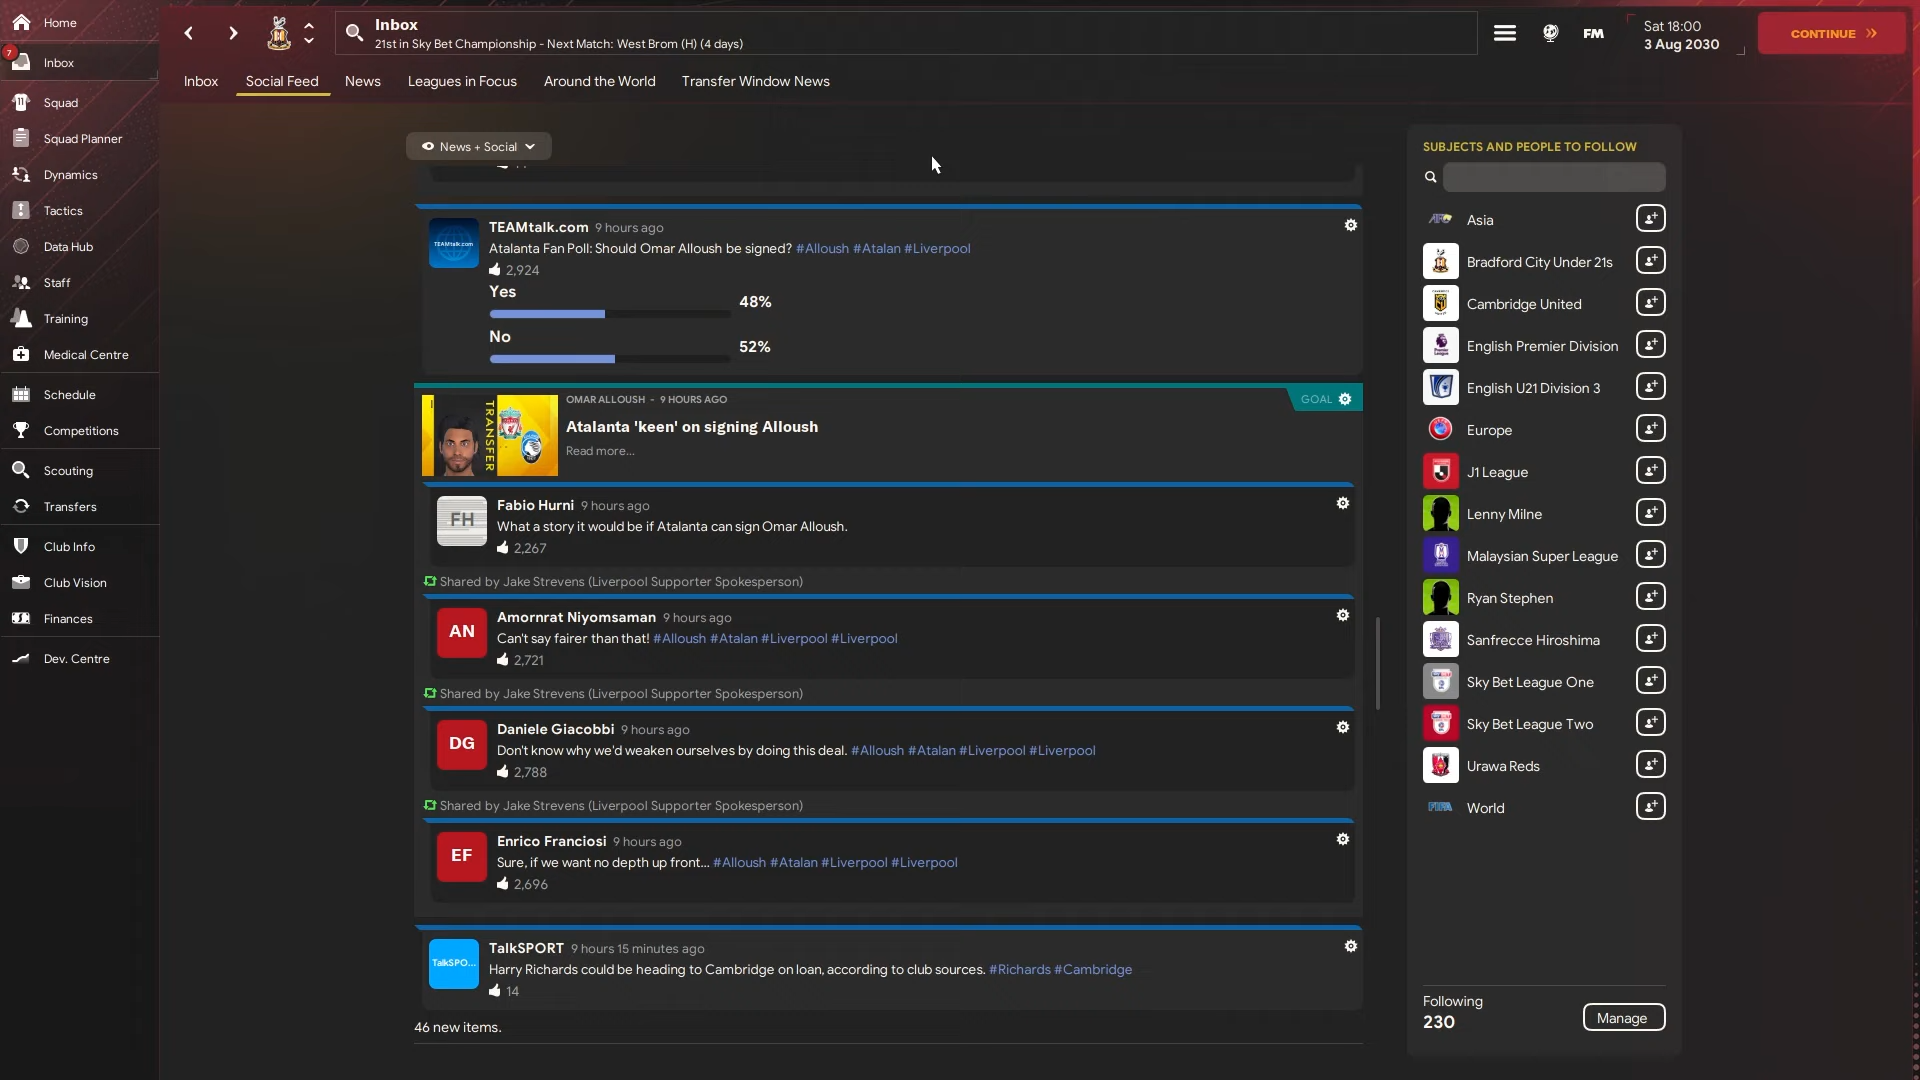 Home
7
Inbox
Squad
Squad Planner
Dynamics
Tactics
Data Hub
Staff
Training
Medical Centre
Schedule
Competitions
Scouting
Transfers
Club Info
Club Vision
Finances
Dev. Centre
Inbox
21st in Sky Bet Championship - Next Match: West Brom (H) (4 days)
FM
Sat 18:00
3 Aug 2030
CONTINUE
Inbox Social Feed News Leagues in Focus Around the World Transfer Window News
News + Social
TEAMtalk.com
TEAMtalk.com 9 hours ago
Atalanta Fan Poll: Should Omar Alloush be signed? #Alloush #Atalan #Liverpool
2,924
Yes
48%
No
52%
TRANSFER
OMAR ALLOUSH - 9 HOURS AGO
GOAL
Atalanta 'keen' on signing Alloush
Read more...
FH
Fabio Hurni 9 hours ago
What a story it would be if Atalanta can sign Omar Alloush.
2,267
Shared by Jake Strevens (Liverpool Supporter Spokesperson)
AN
Amornrat Niyomsaman 9 hours ago
Can't say fairer than that! #Alloush #Atalan #Liverpool #Liverpool
2,721
Shared by Jake Strevens (Liverpool Supporter Spokesperson)
DG
Daniele Giacobbi 9 hours ago
Don't know why we'd weaken ourselves by doing this deal. #Alloush #Atalan #Liverpool #Liverpool
2,788
Shared by Jake Strevens (Liverpool Supporter Spokesperson)
EF
Enrico Franciosi 9 hours ago
Sure, if we want no depth up front... #Alloush #Atalan #Liverpool #Liverpool
2,696
TalkSPO...
TalkSPORT 9 hours 15 minutes ago
Harry Richards could be heading to Cambridge on loan, according to club sources. #Richards #Cambridge
14
46 new items.
SUBJECTS AND PEOPLE TO FOLLOW
Asia
Bradford City Under 21s
Cambridge United
English Premier Division
English U21 Division 3
Europe
J1 League
Lenny Milne
Malaysian Super League
Ryan Stephen
Sanfrecce Hiroshima
Sky Bet League One
Sky Bet League Two
Urawa Reds
FIFA
World
Following
230
Manage